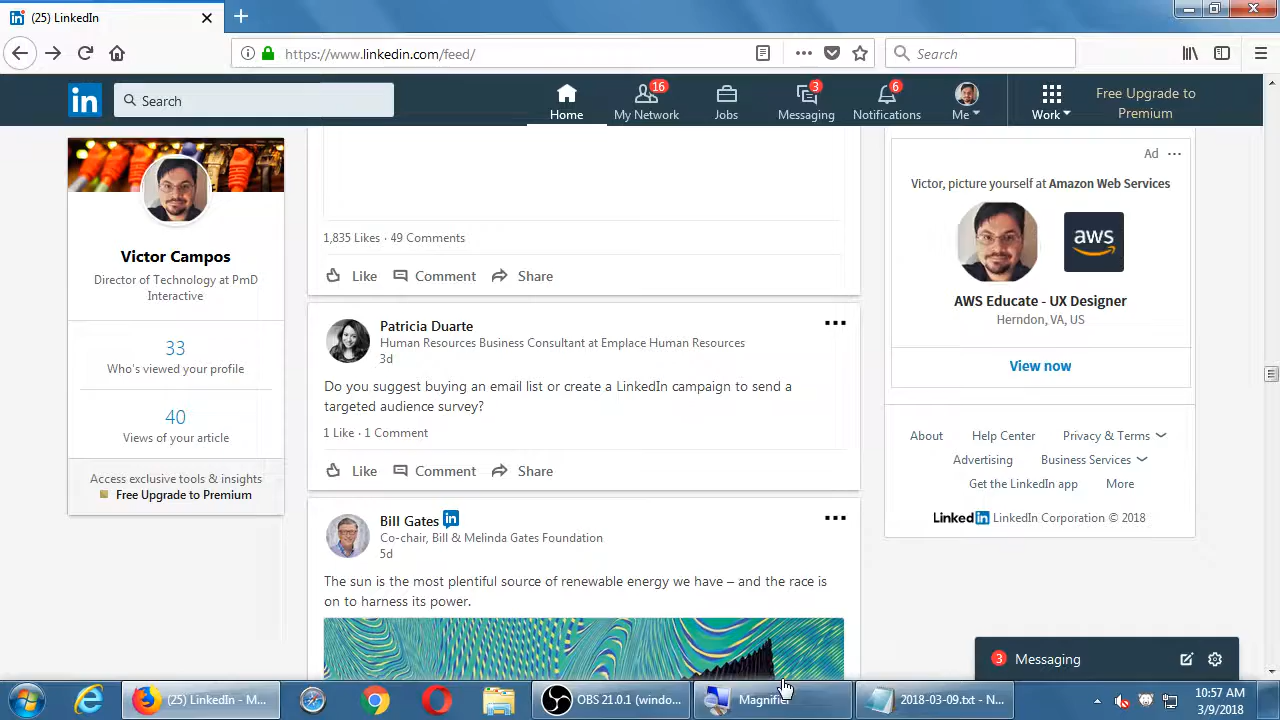 (25) LinkedIn
https://www.linkedin.com/feed/
Search
in
Search
Home
My Network
16
Jobs
Messaging
3
Notifications
6
Me
Work
Free Upgrade to
Premium
Victor Campos
Director of Technology at PmD
Interactive
33
Who's viewed your profile
40
Views of your article
Access exclusive tools & insights
Free Upgrade to Premium
1,835 Likes · 49 Comments
Like Comment Share
Patricia Duarte
Human Resources Business Consultant at Emplace Human Resources
3d
Do you suggest buying an email list or create a LinkedIn campaign to send a
targeted audience survey?
1 Like · 1 Comment
Like Comment Share
Bill Gates in
Co-chair, Bill & Melinda Gates Foundation
5d
The sun is the most plentiful source of renewable energy we have – and the race is
on to harness its power.
Ad
Victor, picture yourself at Amazon Web Services
aws
AWS Educate - UX Designer
Herndon, VA, US
View now
About Help Center Privacy & Terms
Advertising Business Services
Get the LinkedIn app More
Linked in LinkedIn Corporation © 2018
3 Messaging
(25) LinkedIn - M...
OBS 21.0.1 (windo...
Magnifier
2018-03-09.txt - N...
10:57 AM
3/9/2018